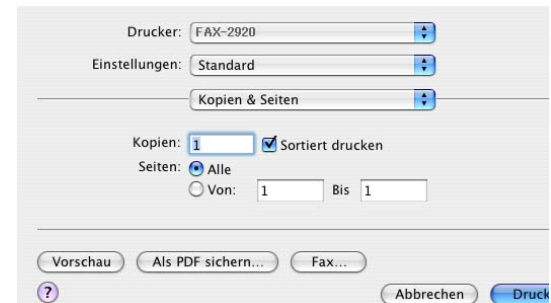 Drucker: FAX-2920
Einstellungen: Standard
Kopien & Seiten
Kopien: 1 Sortiert drucken
Seiten: Alle
Von: 1 Bis 1
Vorschau Als PDF sichern... Fax...
? Abbrechen Druck